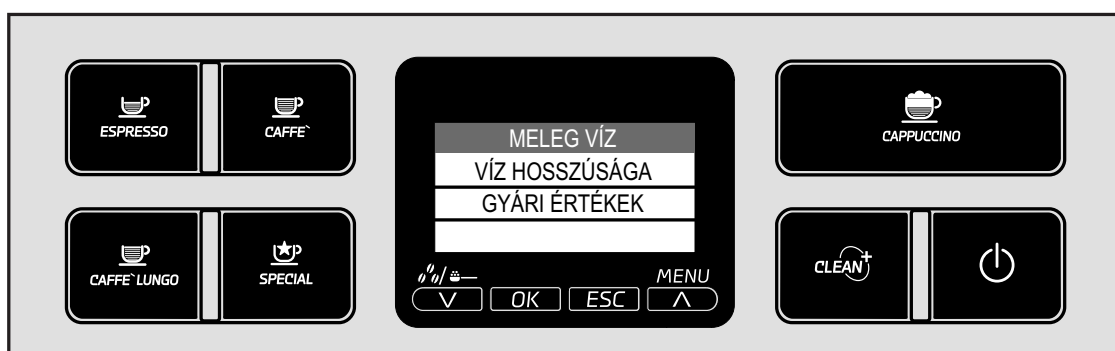 ESPRESSO
CAFFE`
CAFFE` LUNGO
SPECIAL
MELEG VÍZ
VÍZ HOSSZÚSÁGA
GYÁRI ÉRTÉKEK
MENU
OK
ESC
CAPPUCCINO
CLEAN+